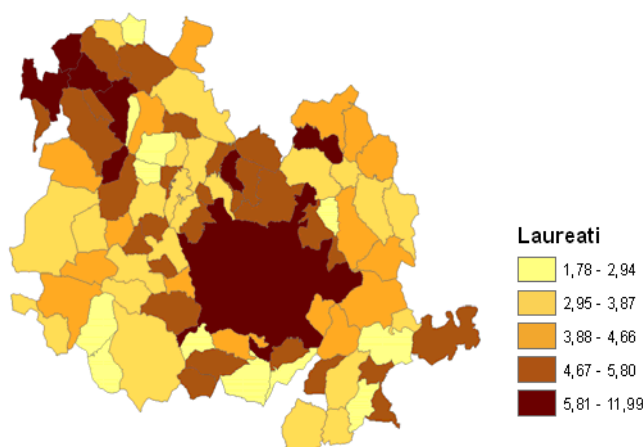 Laureati
1,78 - 2,94
2,95 - 3,87
3,88 - 4,66
4,67 - 5,80
5,81 - 11,99